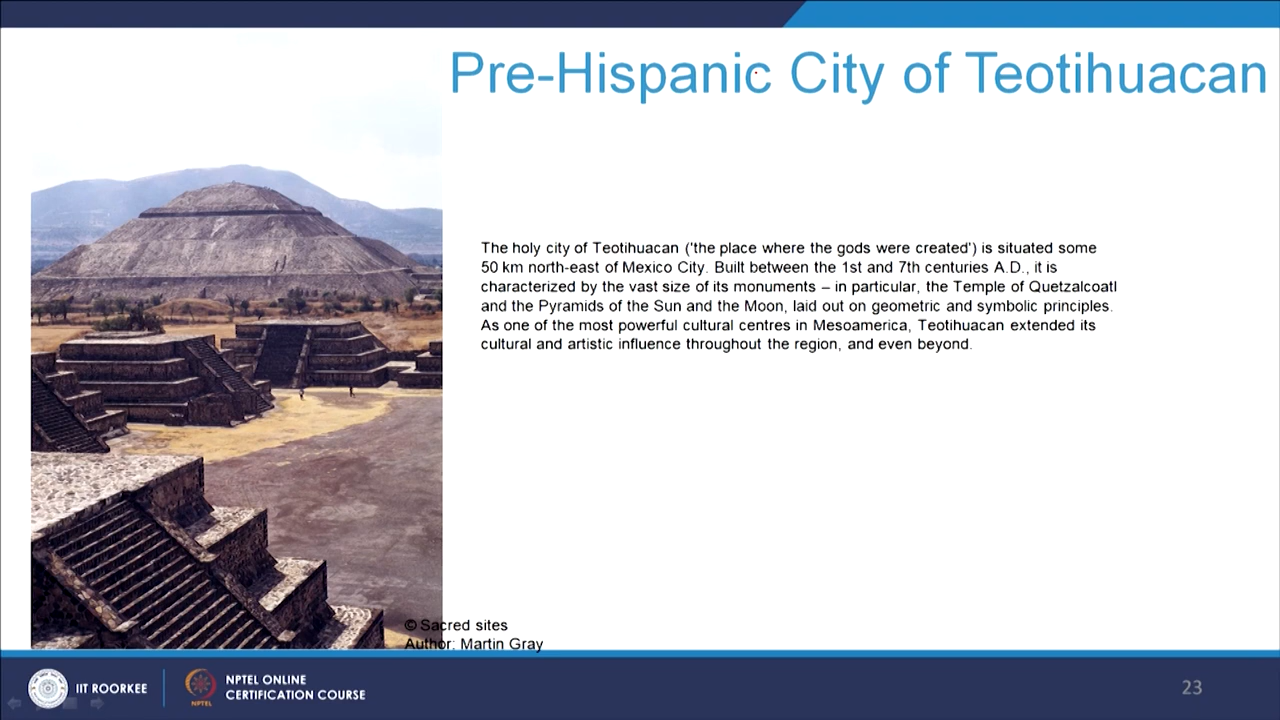 Pre-Hispanic City of Teotihuacan
The holy city of Teotihuacan ('the place where the gods were created') is situated some
50 km north-east of Mexico City. Built between the 1st and 7th centuries A.D., it is
characterized by the vast size of its monuments – in particular, the Temple of Quetzalcoatl
and the Pyramids of the Sun and the Moon, laid out on geometric and symbolic principles.
As one of the most powerful cultural centres in Mesoamerica, Teotihuacan extended its
cultural and artistic influence throughout the region, and even beyond.
© Sacred sites
Author: Martin Gray
IIT ROORKEE
NPTEL
NPTEL ONLINE
CERTIFICATION COURSE
23